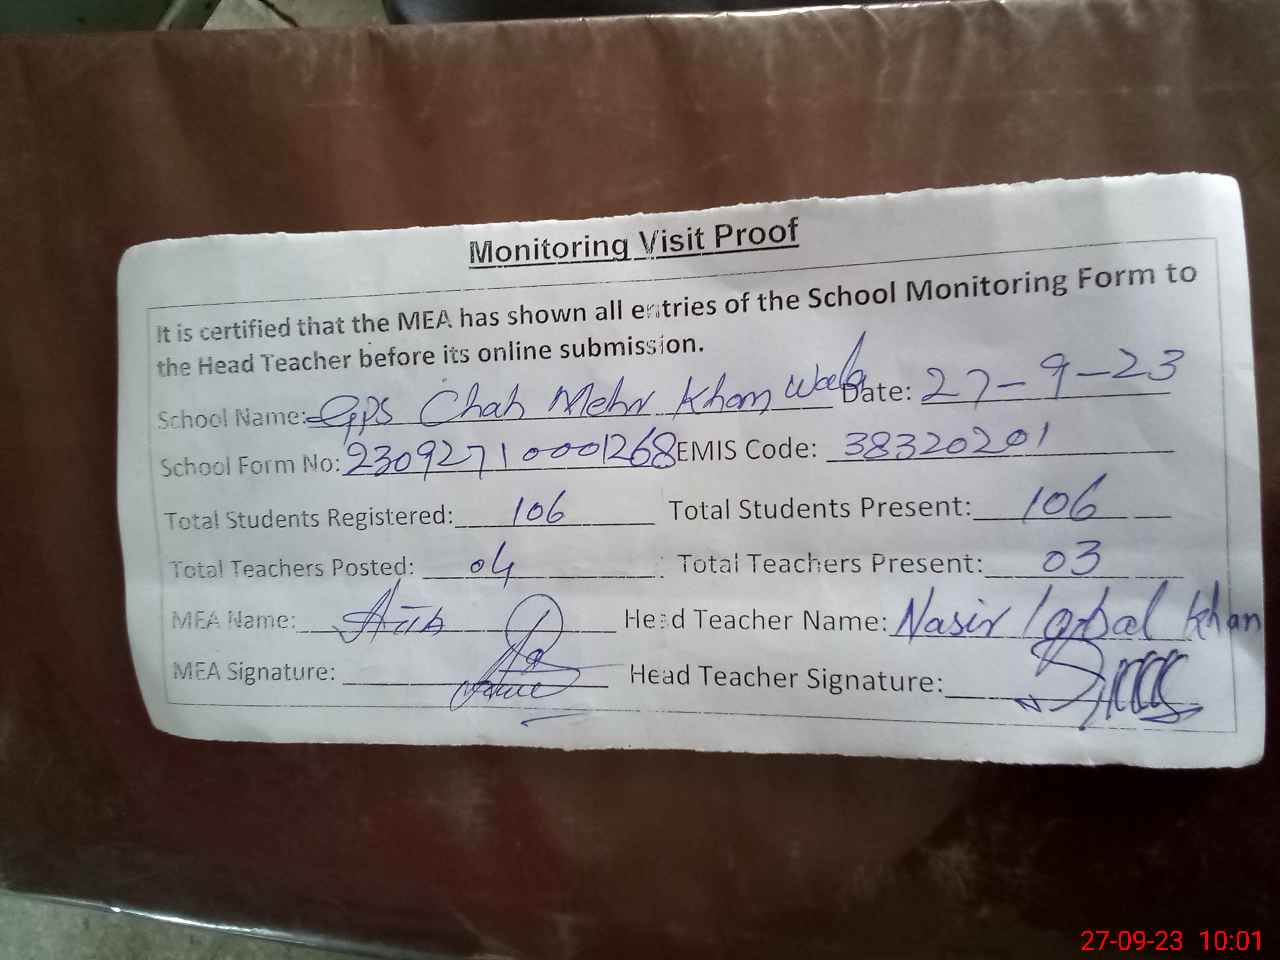 Monitoring Visit Proof
It is certified that the MEA has shown all entries of the School Monitoring Form to
the Head Teacher before its online submission.
School Name: GPS Chah Mehr Khan Wala Date: 27-9-23
School Form No: 23092710001268 EMIS Code: 38320201
Total Students Registered: 106 Total Students Present: 106
Total Teachers Posted: 04 Total Teachers Present: 03
MEA Name: Head Teacher Name: Nasir Iqbal Khan
MEA Signature: Head Teacher Signature:
27-09-23 10:01